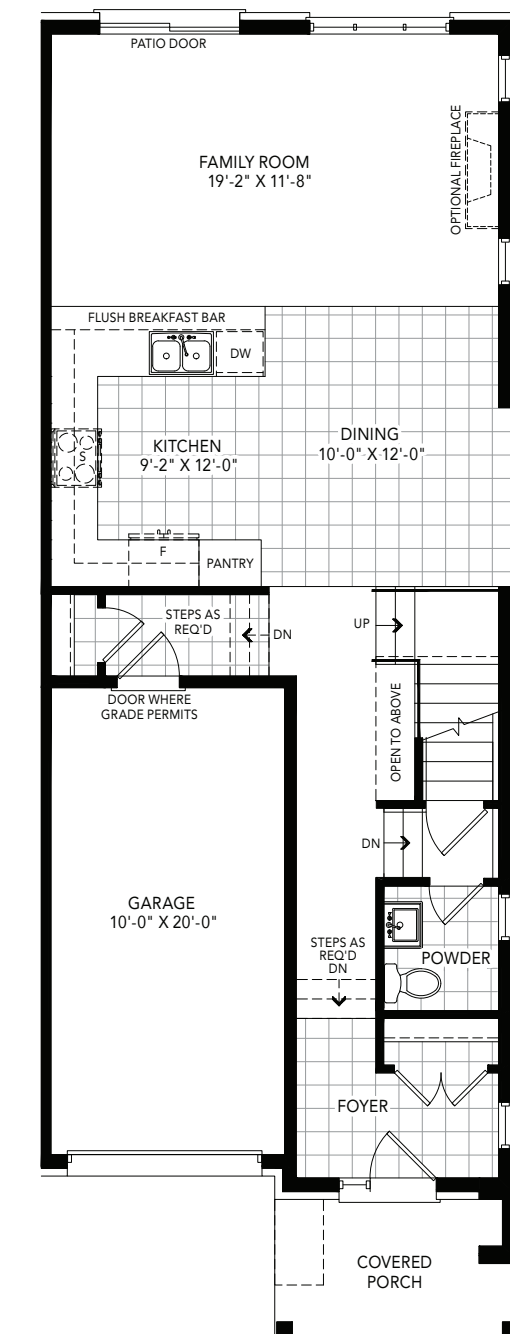 PATIO DOOR
FAMILY ROOM
19'-2" X 11'-8"
OPTIONAL FIREPLACE
FLUSH BREAKFAST BAR
DW
S
KITCHEN
9'-2" X 12'-0"
DINING
10'-0" X 12'-0"
F
PANTRY
STEPS AS
REQ'D
DN
UP
DOOR WHERE
GRADE PERMITS
OPEN TO ABOVE
DN
GARAGE
10'-0" X 20'-0"
STEPS AS
REQ'D
DN
POWDER
FOYER
COVERED
PORCH